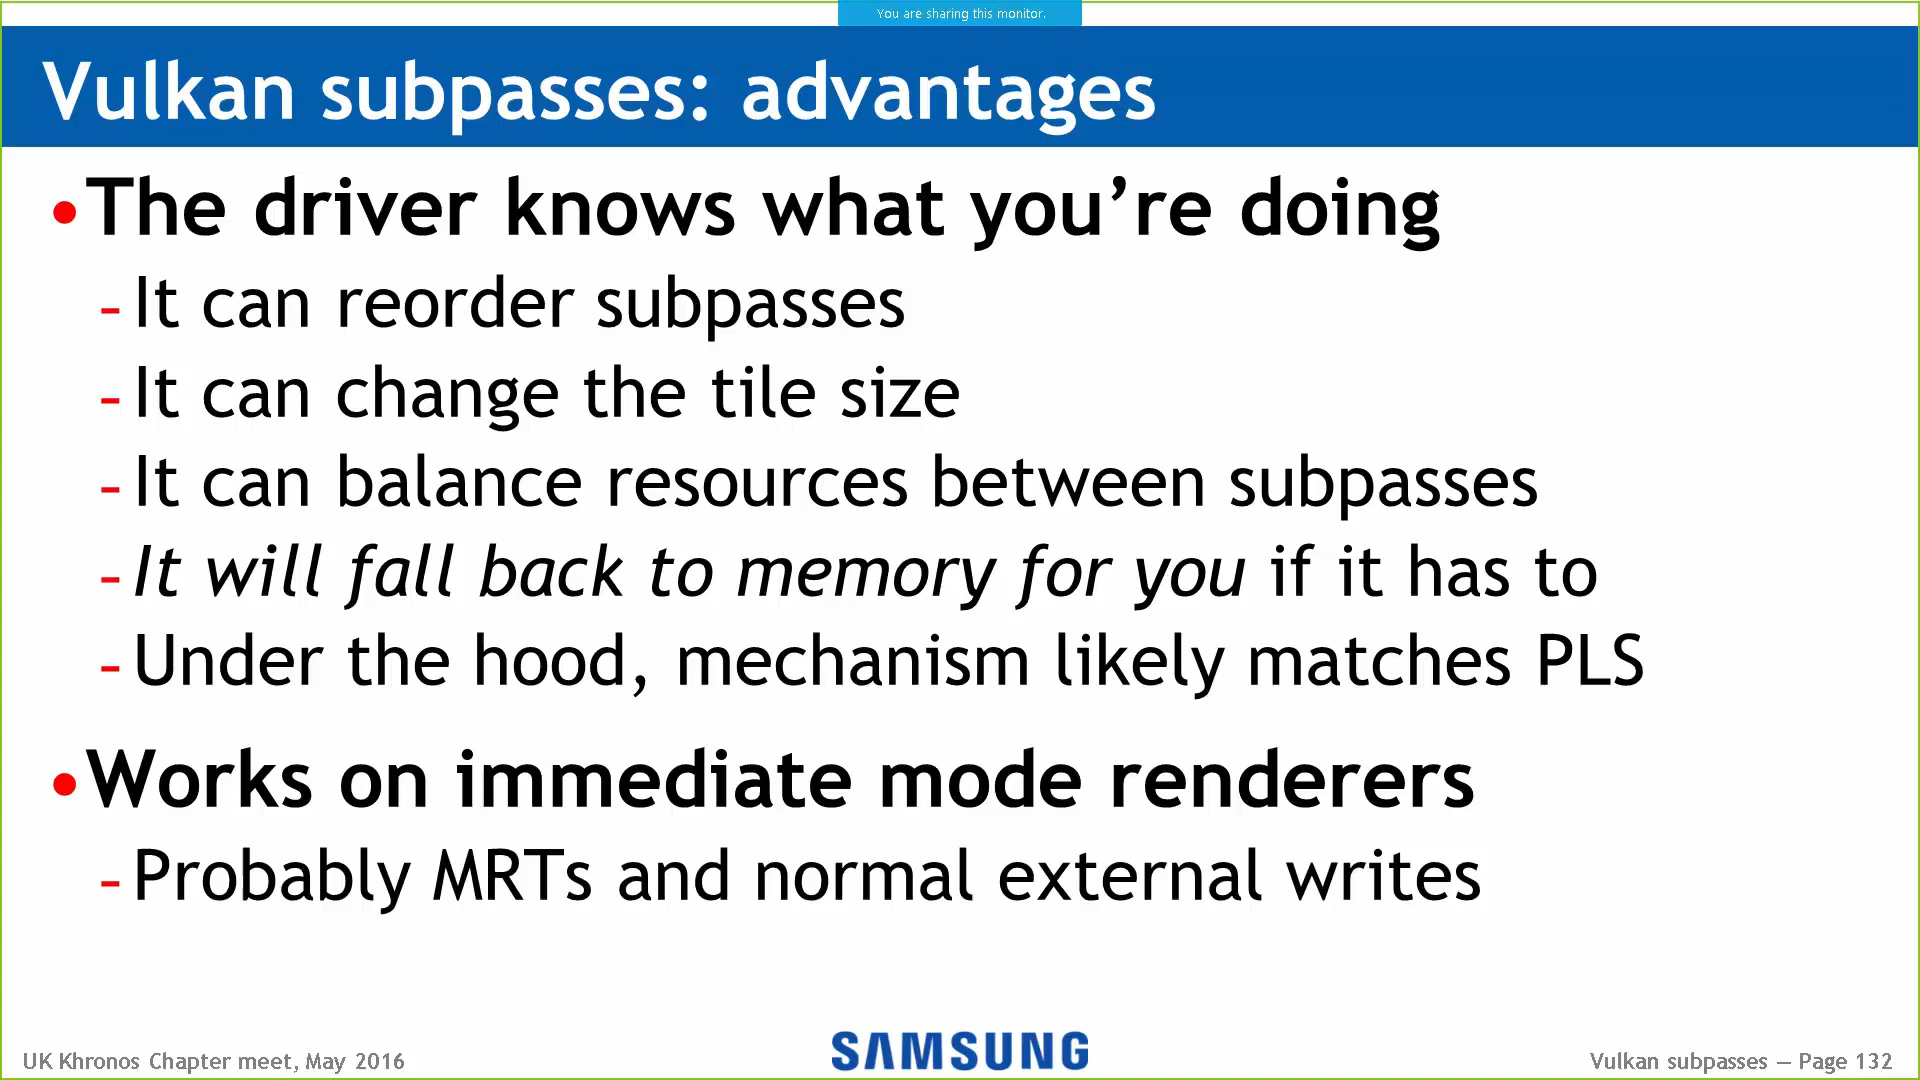 You are sharing this monitor.
Vulkan subpasses: advantages
•The driver knows what you’re doing
–It can reorder subpasses
–It can change the tile size
–It can balance resources between subpasses
–It will fall back to memory for you if it has to
–Under the hood, mechanism likely matches PLS
•Works on immediate mode renderers
–Probably MRTs and normal external writes
UK Khronos Chapter meet, May 2016
SAMSUNG
Vulkan subpasses — Page 132